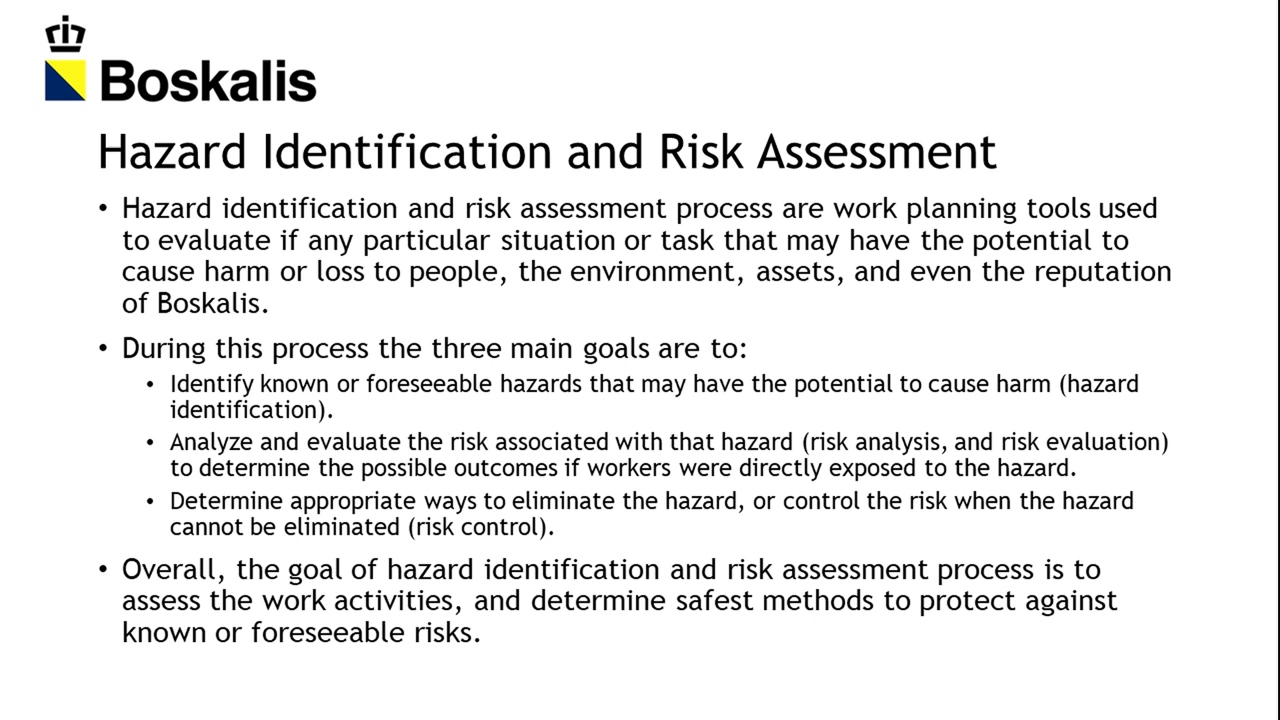 Boskalis
Hazard Identification and Risk Assessment
• Hazard identification and risk assessment process are work planning tools used
to evaluate if any particular situation or task that may have the potential to
cause harm or loss to people, the environment, assets, and even the reputation
of Boskalis.
• During this process the three main goals are to:
• Identify known or foreseeable hazards that may have the potential to cause harm (hazard
identification).
• Analyze and evaluate the risk associated with that hazard (risk analysis, and risk evaluation)
to determine the possible outcomes if workers were directly exposed to the hazard.
• Determine appropriate ways to eliminate the hazard, or control the risk when the hazard
cannot be eliminated (risk control).
• Overall, the goal of hazard identification and risk assessment process is to
assess the work activities, and determine safest methods to protect against
known or foreseeable risks.